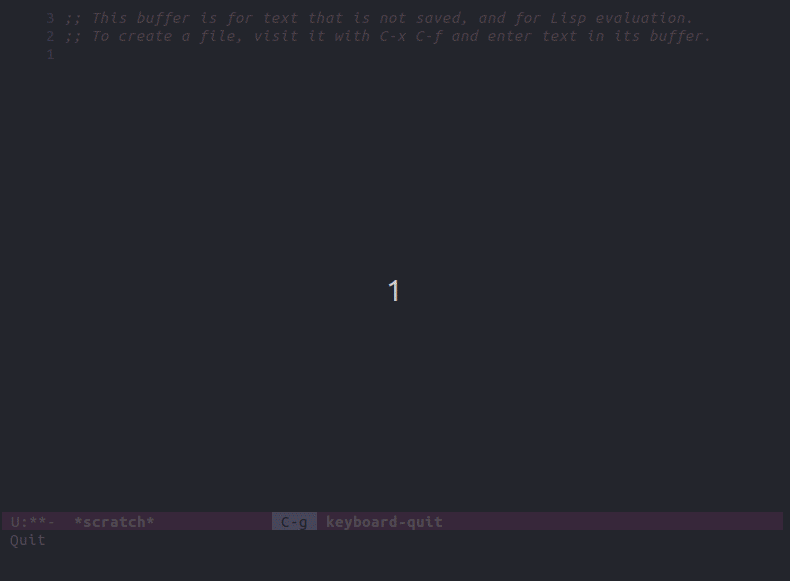 3 ;; This buffer is for text that is not saved, and for Lisp evaluation.
2 ;; To create a file, visit it with C-x C-f and enter text in its buffer.
1
1
U:**- *scratch* C-g keyboard-quit
Quit